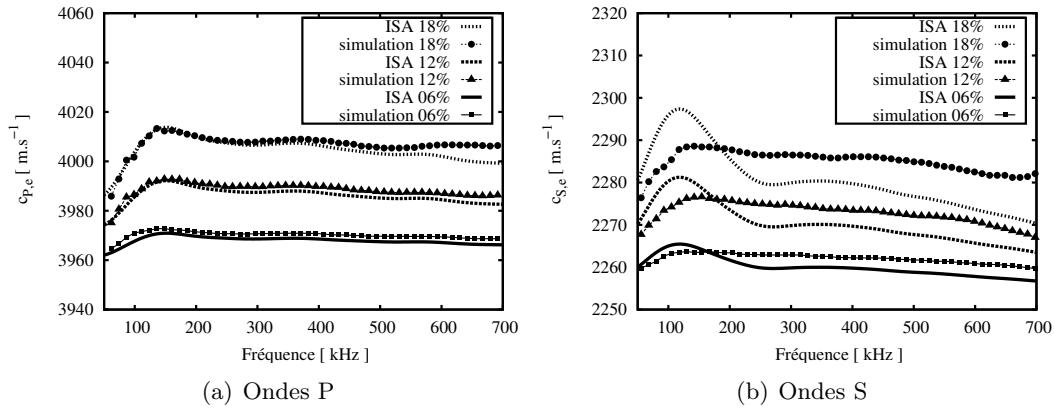 4060
4040
4020
4000
3980
3960
3940
c_{P,e} [ m.s^{-1} ]
ISA 18%
simulation 18%
ISA 12%
simulation 12%
ISA 06%
simulation 06%
100 200 300 400 500 600 700
Fréquence [ kHz ]
(a) Ondes P
2320
2310
2300
2290
2280
2270
2260
2250
c_{S,e} [ m.s^{-1} ]
ISA 18%
simulation 18%
ISA 12%
simulation 12%
ISA 06%
simulation 06%
100 200 300 400 500 600 700
Fréquence [ kHz ]
(b) Ondes S